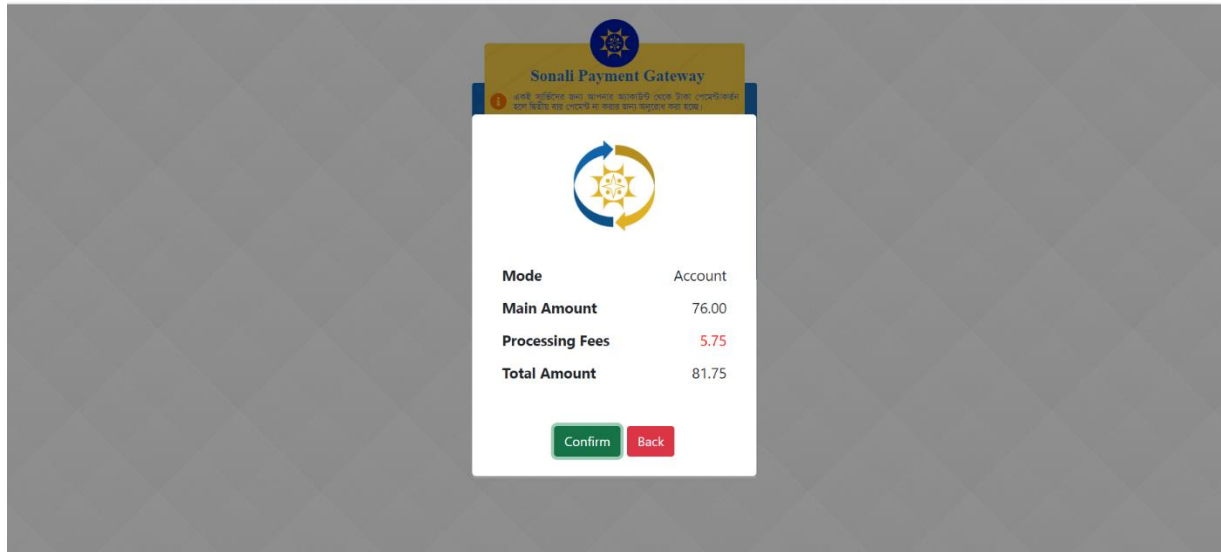 Sonali Payment Gateway
একই সার্ভিসের জন্য আপনার অ্যাকাউন্ট থেকে টাকা পেমেন্ট/কর্তন
হলে দ্বিতীয় বার পেমেন্ট না করার জন্য অনুরোধ করা হচ্ছে।
Mode Account
Main Amount 76.00
Processing Fees 5.75
Total Amount 81.75
Confirm Back